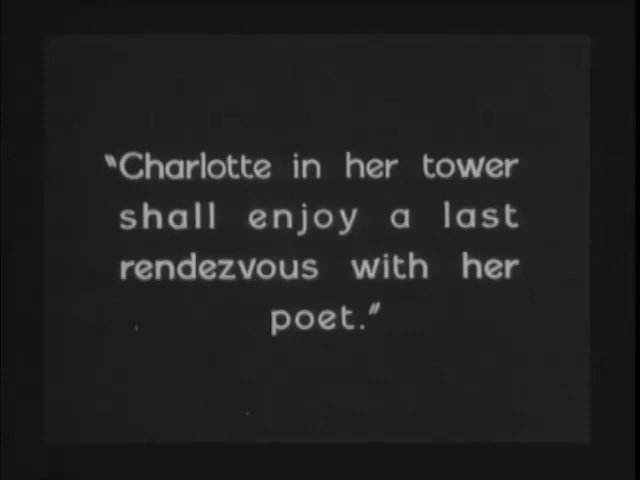 "Charlotte in her tower
shall enjoy a last
rendezvous with her
poet."